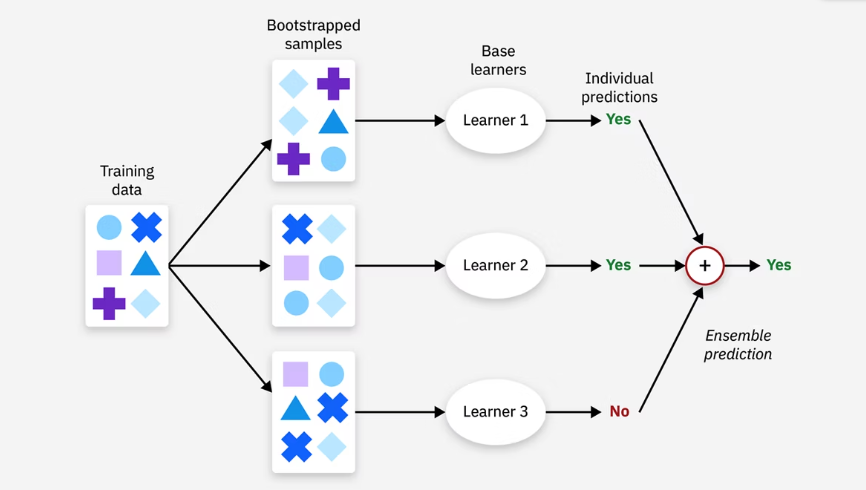 Bootstrapped
samples
Base
learners
Individual
predictions
Learner 1
Yes
Training
data
Learner 2
Yes
+
Yes
Ensemble
prediction
Learner 3
No